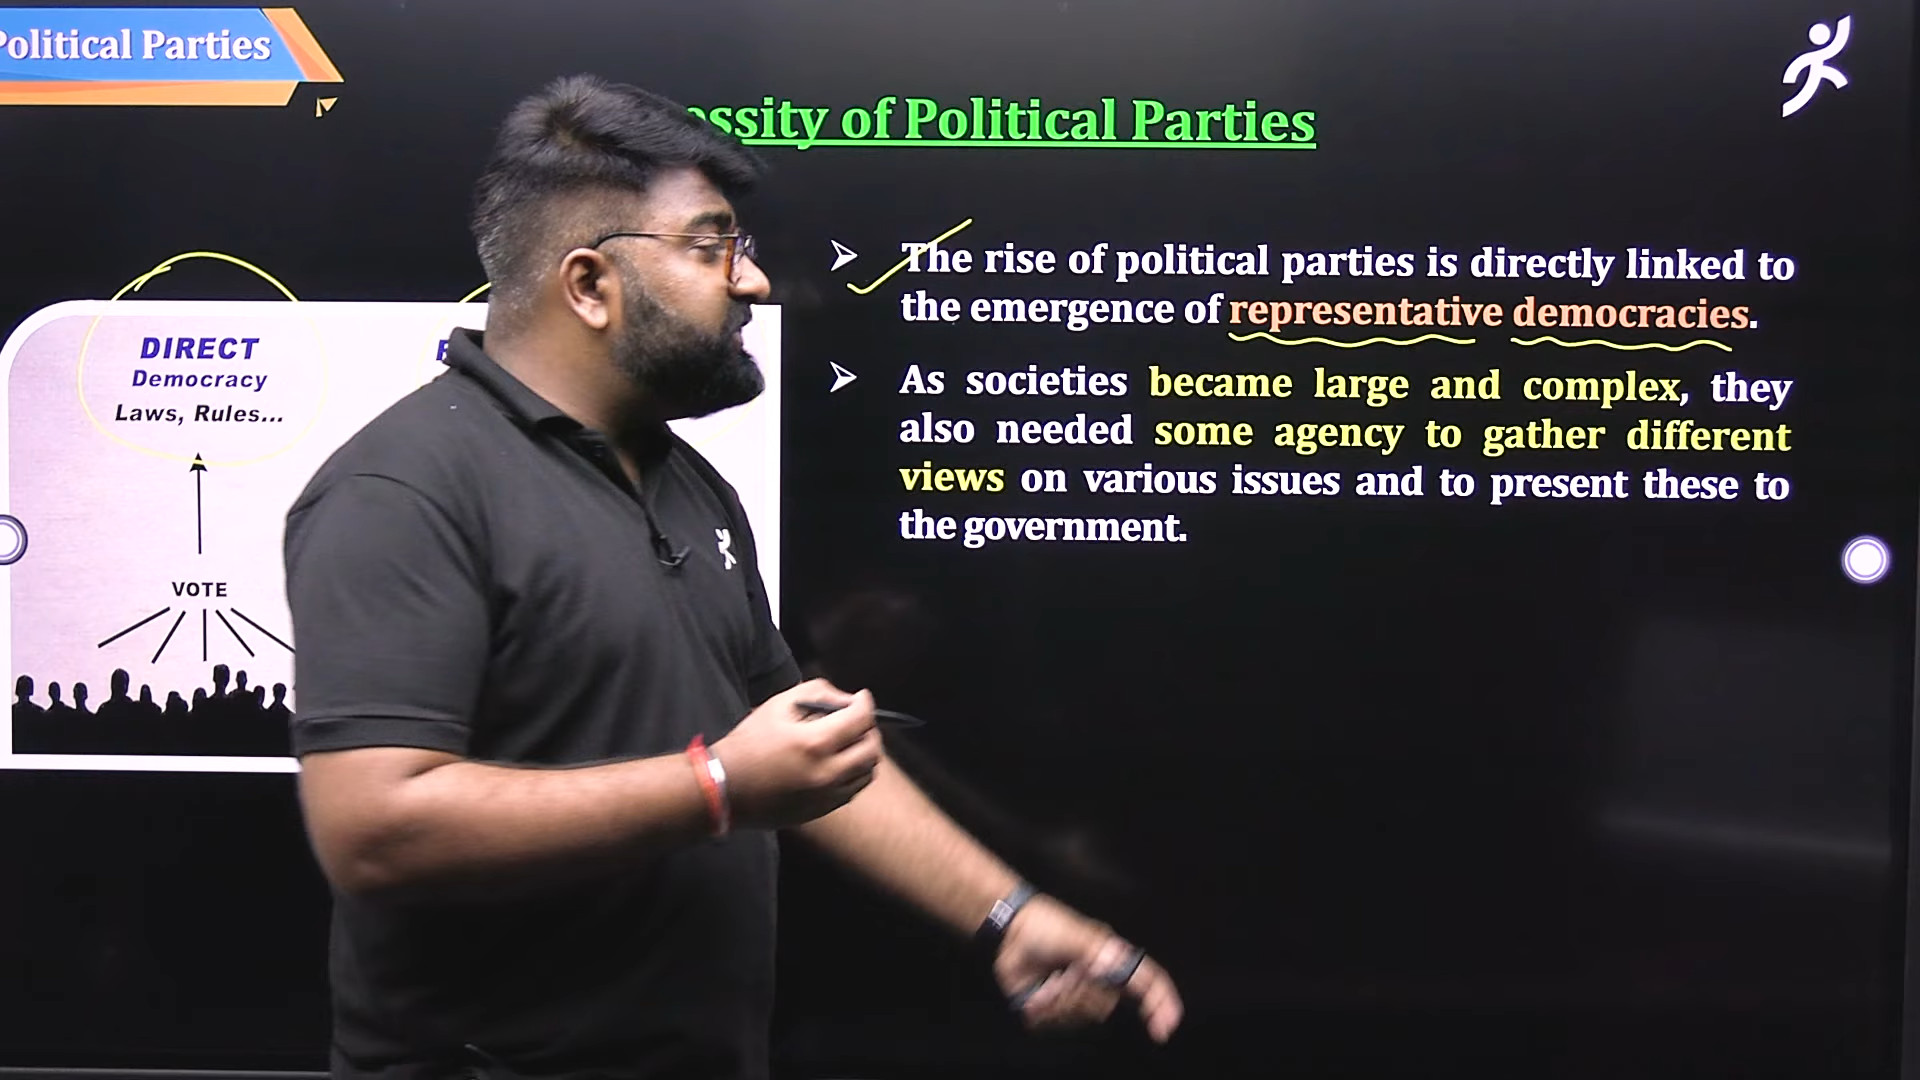 Political Parties
essity of Political Parties
DIRECT
Democracy
Laws, Rules...
VOTE
➢ The rise of political parties is directly linked to
the emergence of representative democracies.
➢ As societies became large and complex, they
also needed some agency to gather different
views on various issues and to present these to
the government.